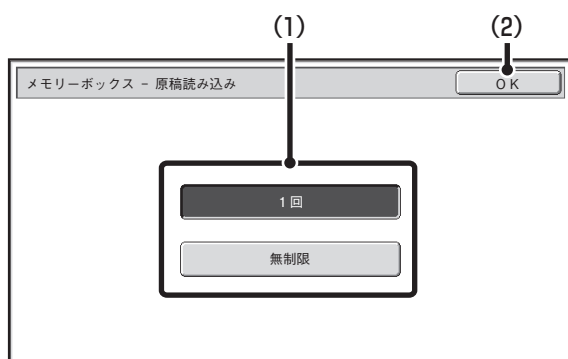 (1)
(2)
メモリーボックス － 原稿読み込み
ＯＫ
１回
無制限